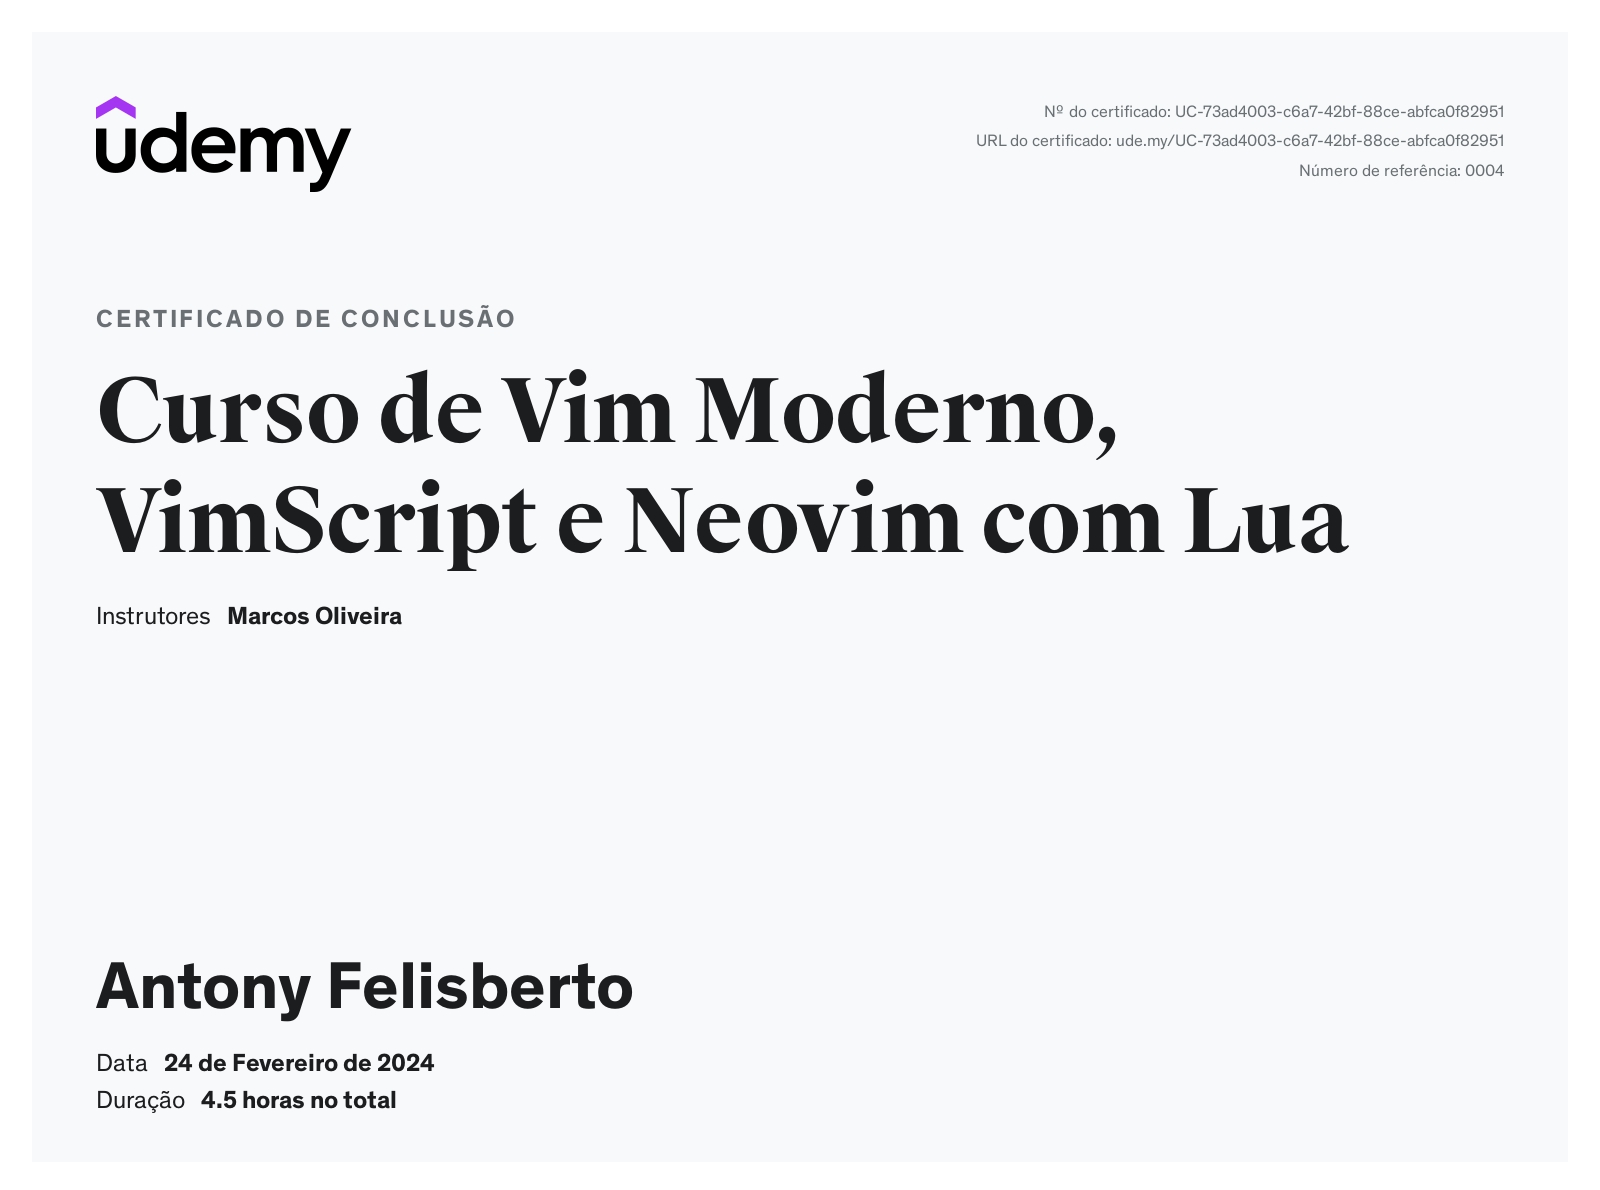 udemy
Nº do certificado: UC-73ad4003-c6a7-42bf-88ce-abfca0f82951
URL do certificado: ude.my/UC-73ad4003-c6a7-42bf-88ce-abfca0f82951
Número de referência: 0004
CERTIFICADO DE CONCLUSÃO
Curso de Vim Moderno,
VimScript e Neovim com Lua
Instrutores Marcos Oliveira
Antony Felisberto
Data 24 de Fevereiro de 2024
Duração 4.5 horas no total